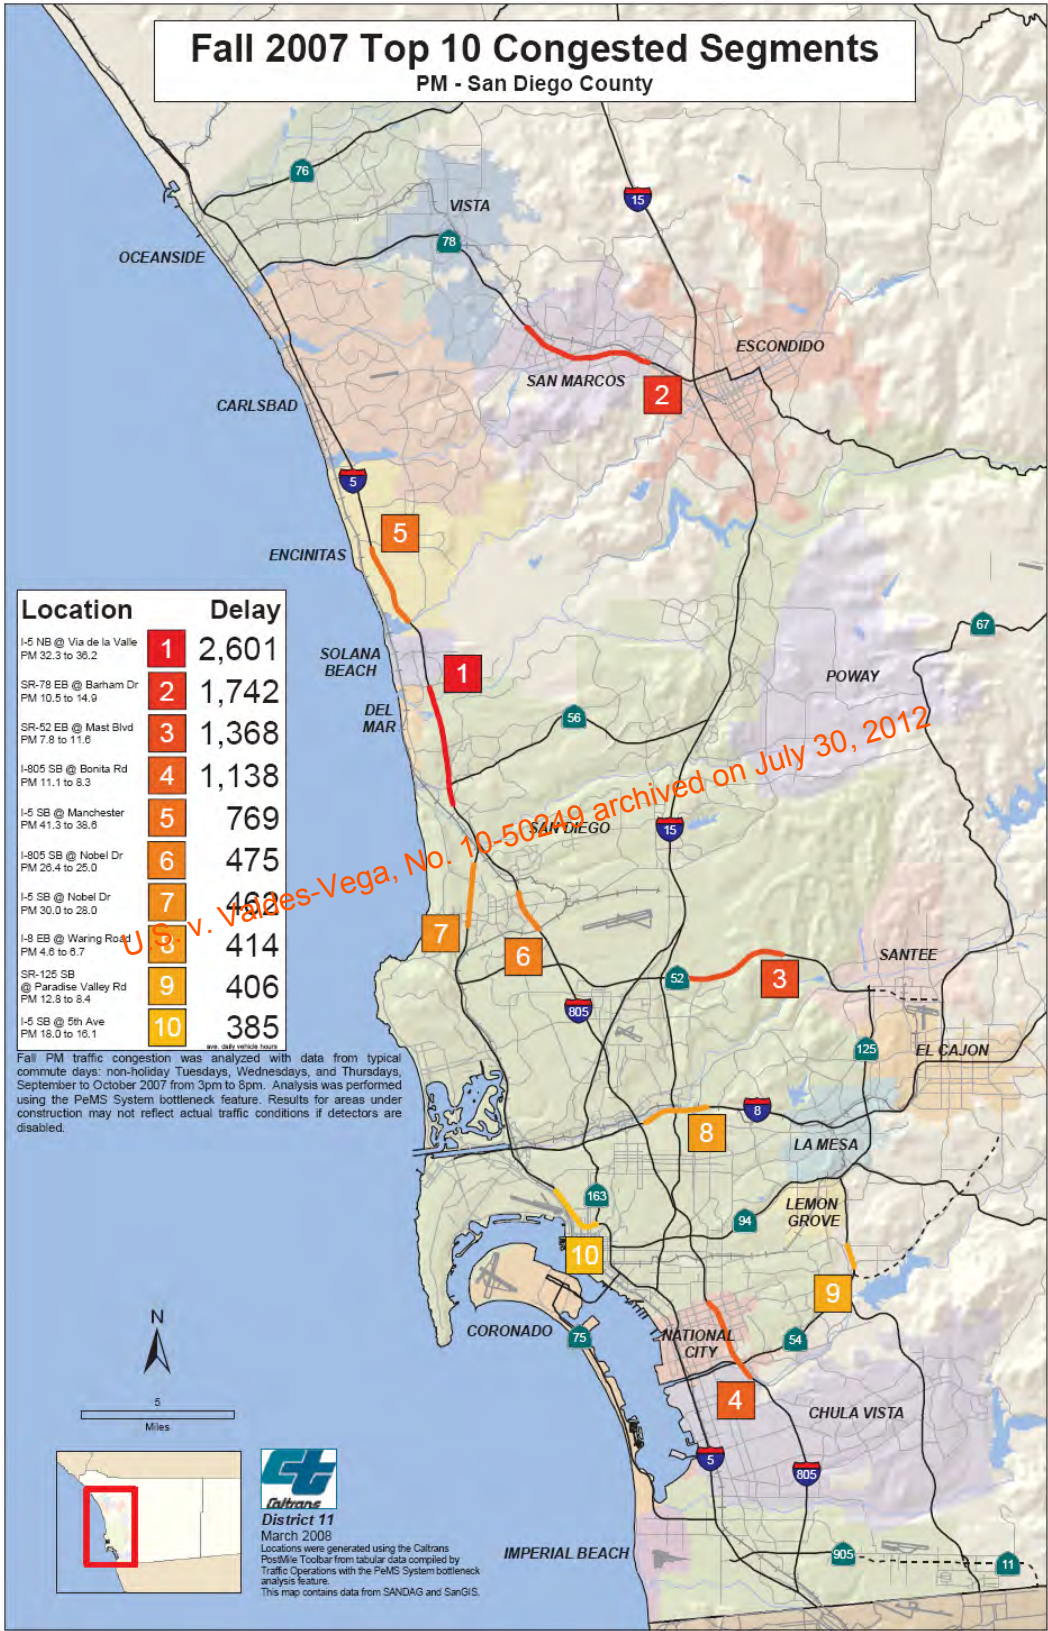 Fall 2007 Top 10 Congested Segments
PM - San Diego County
76
15
VISTA
78
OCEANSIDE
ESCONDIDO
SAN MARCOS
2
CARLSBAD
5
5
ENCINITAS
Location Delay
I-5 NB @ Via de la Valle
PM 32.3 to 36.2
1 2,601
SR-78 EB @ Barham Dr
PM 10.5 to 14.9
2 1,742
SR-52 EB @ Mast Blvd
PM 7.8 to 11.6
3 1,368
I-805 SB @ Bonita Rd
PM 11.1 to 8.3
4 1,138
I-5 SB @ Manchester
PM 41.3 to 38.6
5 769
I-805 SB @ Nobel Dr
PM 26.4 to 25.0
6 475
I-5 SB @ Nobel Dr
PM 30.0 to 28.0
7 462
I-8 EB @ Waring Road
PM 4.6 to 6.7
8 414
SR-125 SB
@ Paradise Valley Rd
PM 12.8 to 8.4
9 406
I-5 SB @ 5th Ave
PM 18.0 to 16.1
10 385
ave. daily vehicle hours
67
SOLANA
BEACH
1
POWAY
DEL
MAR
56
U.S. v. Valdes-Vega, No. 10-50249 archived on July 30, 2012
SAN DIEGO
15
7
6
SANTEE
52
3
805
125
EL CAJON
Fall PM traffic congestion was analyzed with data from typical
commute days: non-holiday Tuesdays, Wednesdays, and Thursdays,
September to October 2007 from 3pm to 8pm. Analysis was performed
using the PeMS System bottleneck feature. Results for areas under
construction may not reflect actual traffic conditions if detectors are
disabled.
8
8
LA MESA
163
LEMON
GROVE
94
10
9
N
CORONADO
75
NATIONAL
CITY
54
4
5
Miles
CHULA VISTA
5
805
ct
Caltrans
District 11
March 2008
Locations were generated using the Caltrans
PostMile Toolbar from tabular data compiled by
Traffic Operations with the PeMS System bottleneck
analysis feature.
This map contains data from SANDAG and SanGIS.
IMPERIAL BEACH
905
11